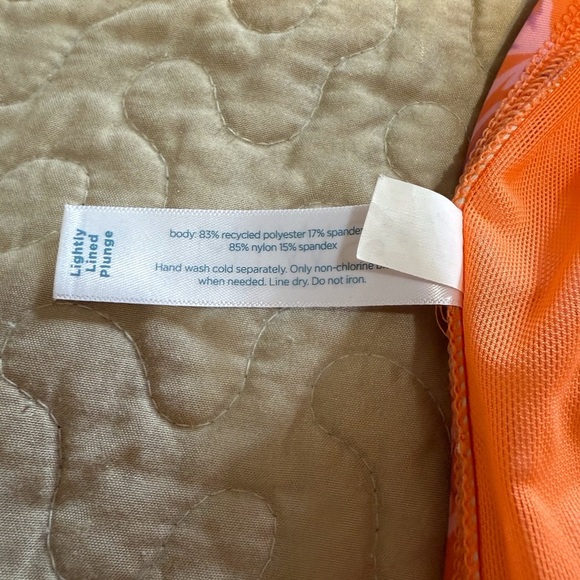 Lightly
Lined
Plunge
body: 83% recycled polyester 17% spandex
85% nylon 15% spandex
Hand wash cold separately. Only non-chlorine
when needed. Line dry. Do not iron.